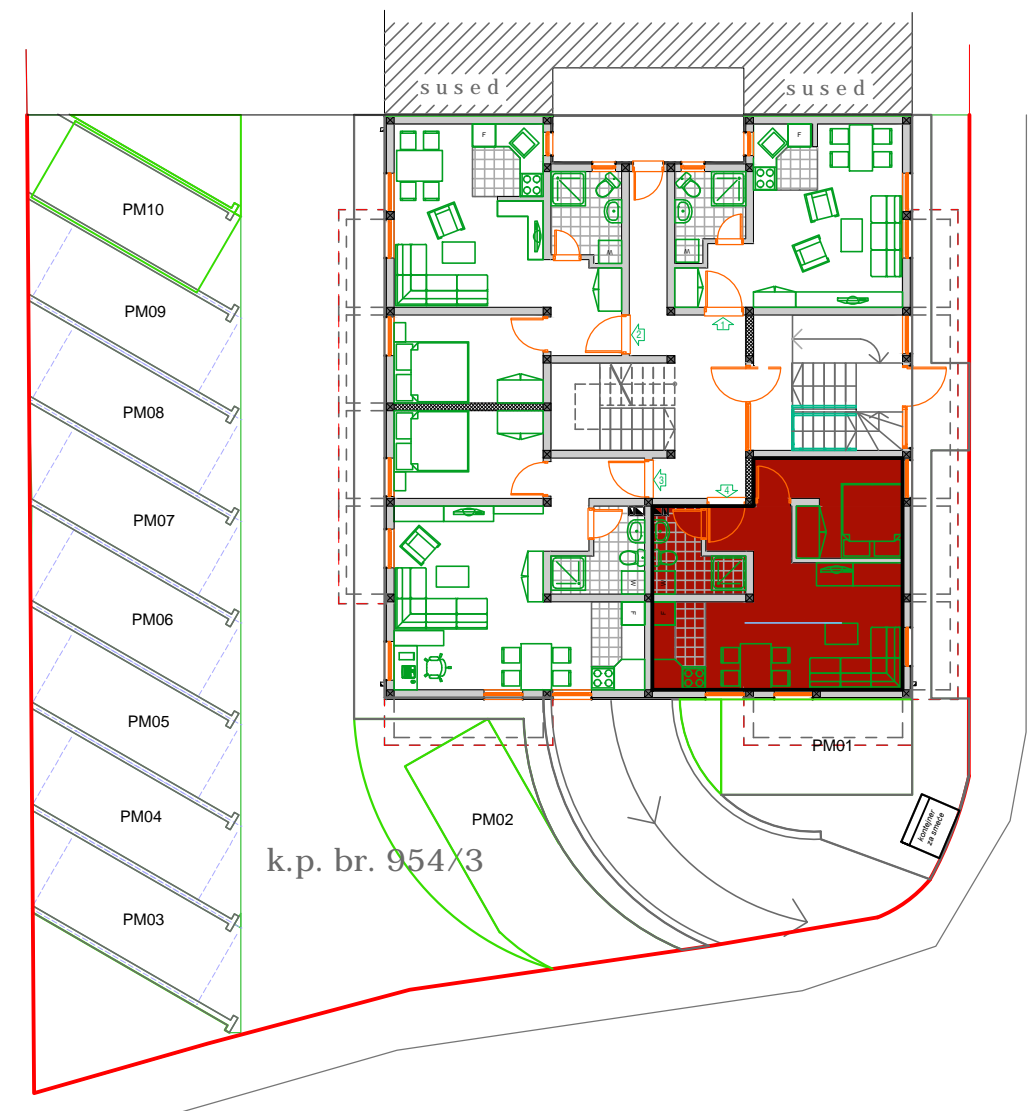 sused
sused
F
F
W
W
2
1
3
4
W
W
F
F
PM10
PM09
PM08
PM07
PM06
PM05
PM04
PM03
PM02
PM01
k.p. br. 954/3
kontejner
za smeće